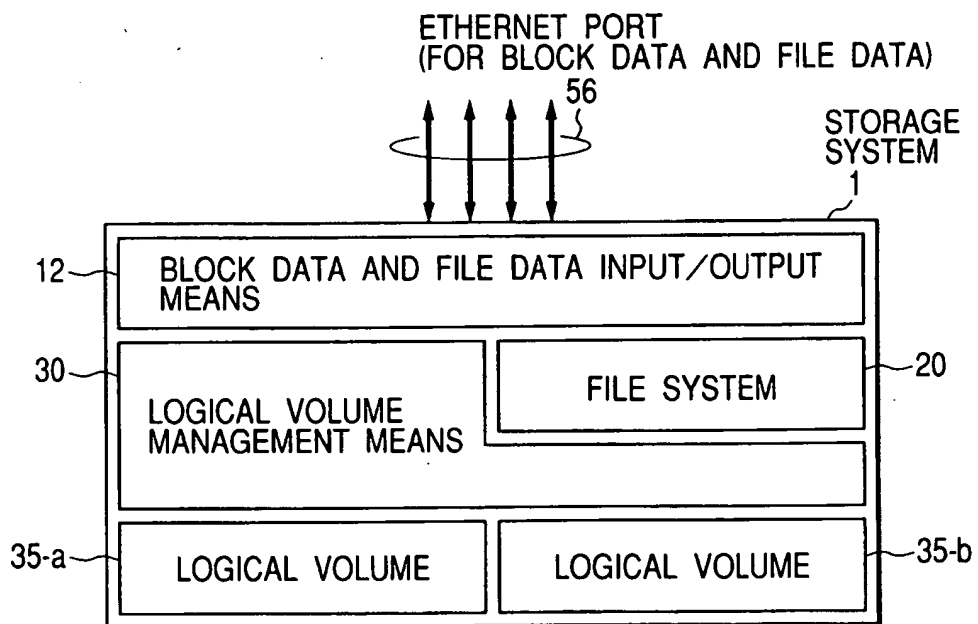 ETHERNET PORT
(FOR BLOCK DATA AND FILE DATA)
56
STORAGE
SYSTEM
1
12
BLOCK DATA AND FILE DATA INPUT/OUTPUT
MEANS
30
20
FILE SYSTEM
LOGICAL VOLUME
MANAGEMENT MEANS
35-a
LOGICAL VOLUME
LOGICAL VOLUME
35-b